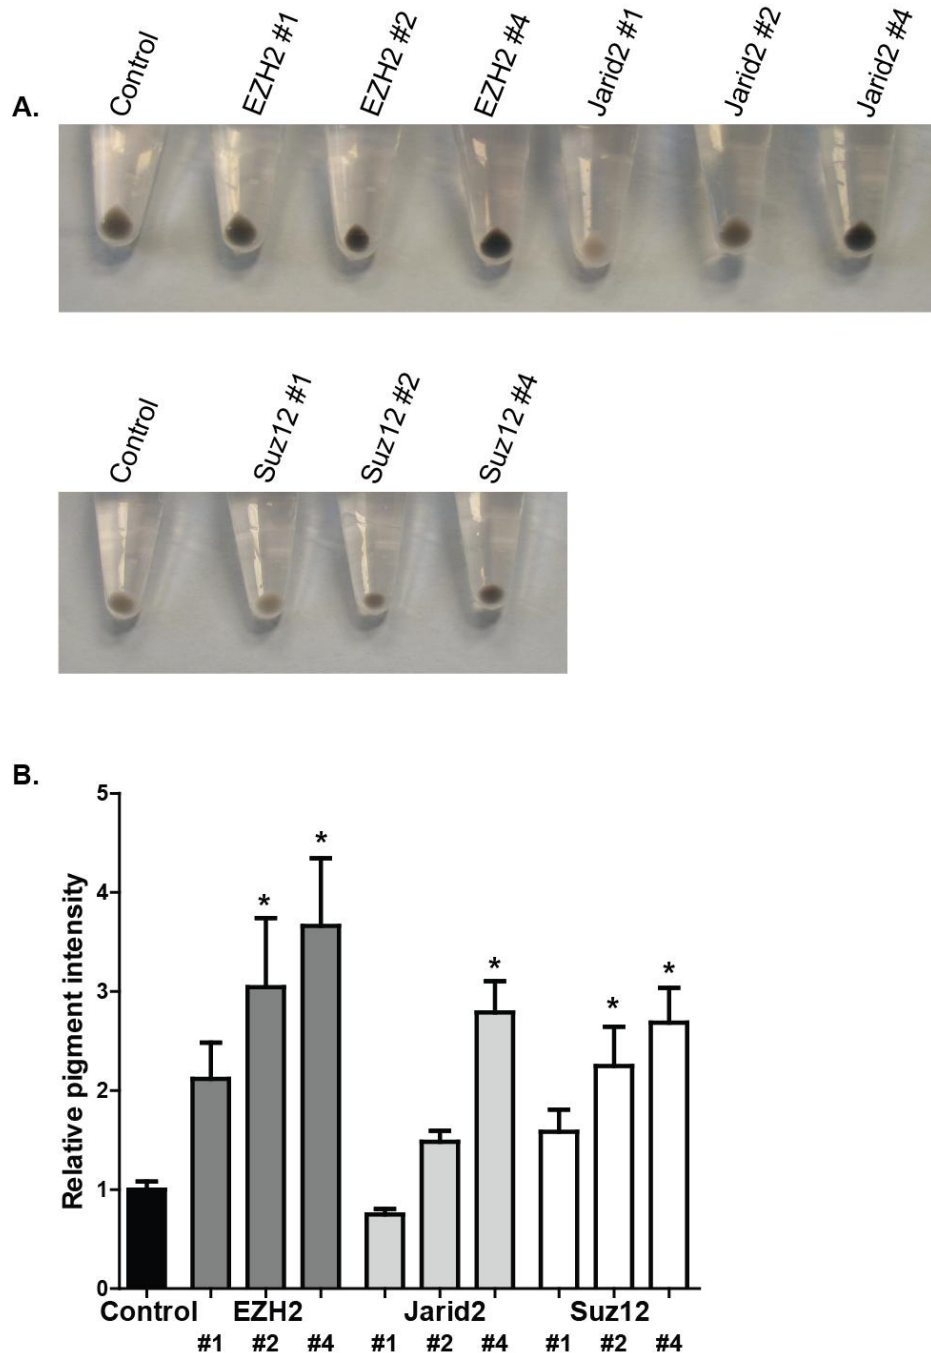 A.
Control EZH2 #1 EZH2 #2 EZH2 #4 Jarid2 #1 Jarid2 #2 Jarid2 #4
Control Suz12 #1 Suz12 #2 Suz12 #4
B.
Relative pigment intensity
5
4
3
2
1
0
* * * * *
Control EZH2 Jarid2 Suz12
#1 #2 #4 #1 #2 #4 #1 #2 #4